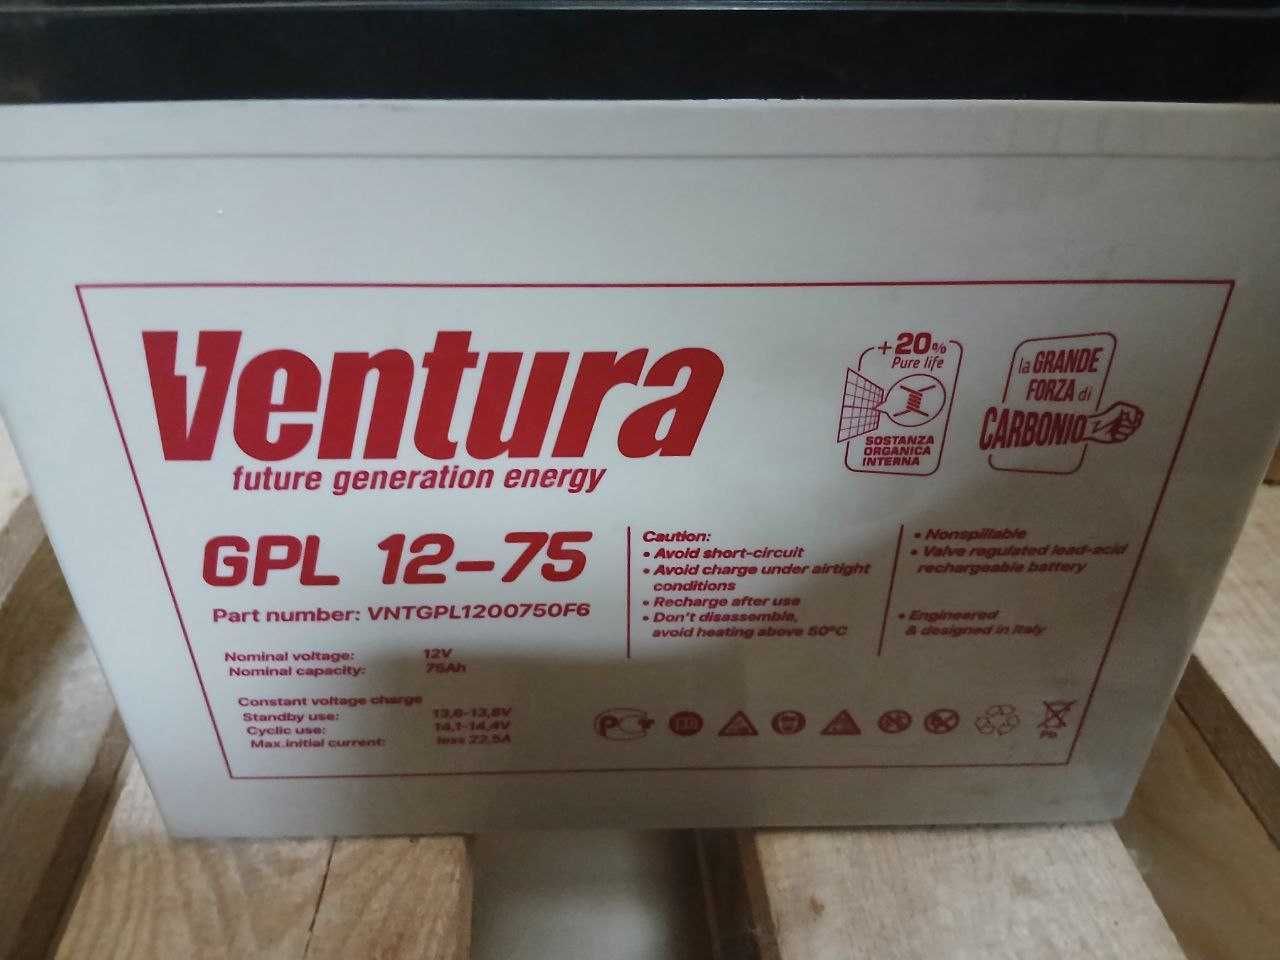 Ventura
future generation energy
+20%
Pure life
SOSTANZA
ORGANICA
INTERNA
la GRANDE
FORZA di
CARBONIO
GPL 12-75
Part number: VNTGPL1200750F6
Nominal voltage: 12V
Nominal capacity: 75Ah
Constant voltage charge
Standby use: 13,6-13,8V
Cyclic use: 14,1-14,4V
Max.initial current: less 22,5A
Caution:
• Avoid short-circuit
• Avoid charge under airtight
conditions
• Recharge after use
• Don't disassemble,
avoid heating above 50°C
• Nonspillable
• Valve regulated lead-acid
rechargeable battery
• Engineered
& designed in Italy
Pb